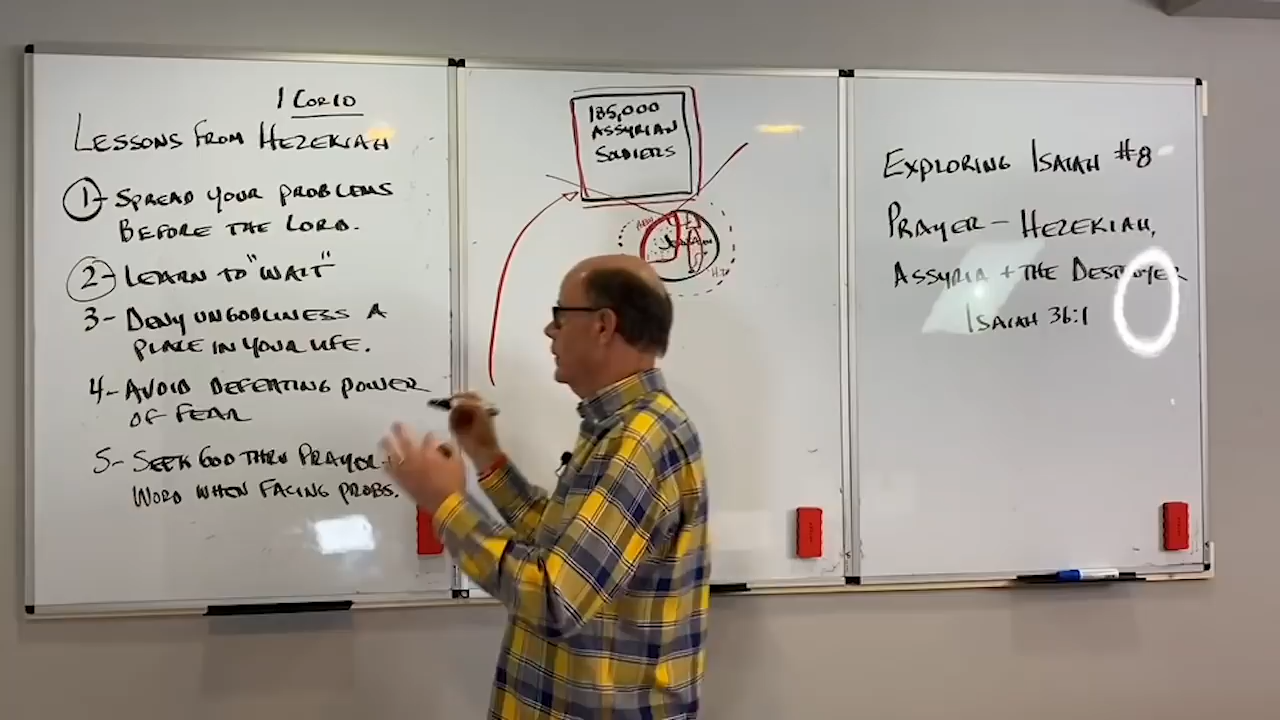 1 COR 10
LESSONS FROM HEZEKIAH
1- SPREAD YOUR PROBLEMS
BEFORE THE LORD.
2- LEARN TO "WAIT"
3- DENY UNGODLINESS A
PLACE IN YOUR LIFE.
4- AVOID DEFEATING POWER
OF FEAR
5- SEEK GOD THRU PRAYER
WORD WHEN FACING PROBS.
185,000
ASSYRIAN
SOLDIERS
EXPLORING ISAIAH #8
PRAYER - HEZEKIAH,
ASSYRIA + THE DESTROYER
ISAIAH 36:1